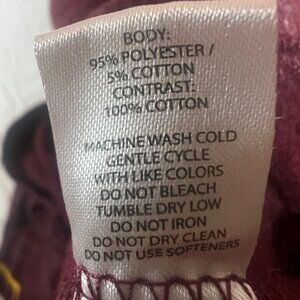 BODY:
95% POLYESTER /
5% COTTON
CONTRAST:
100% COTTON
MACHINE WASH COLD
GENTLE CYCLE
WITH LIKE COLORS
DO NOT BLEACH
TUMBLE DRY LOW
DO NOT IRON
DO NOT DRY CLEAN
DO NOT USE SOFTENERS